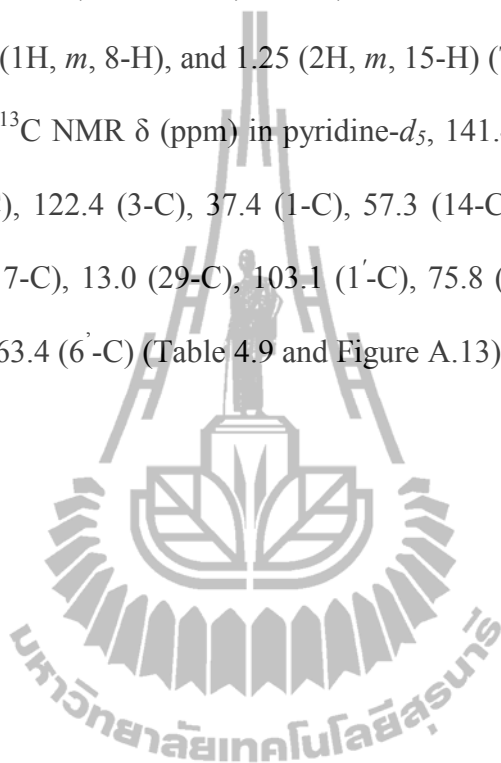 (1H, m, 8-H), and 1.25 (2H, m, 15-H) (
¹³C NMR δ (ppm) in pyridine-d₅, 141.
), 122.4 (3-C), 37.4 (1-C), 57.3 (14-C
7-C), 13.0 (29-C), 103.1 (1′-C), 75.8 (
63.4 (6’-C) (Table 4.9 and Figure A.13)
มหาวิทยาลัยเทคโนโลยีสุรนารี